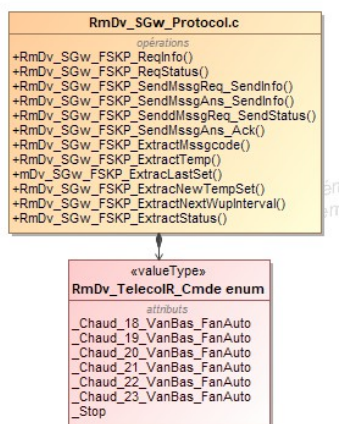 RmDv_SGw_Protocol.c
opérations
+RmDv_SGw_FSKP_ReqInfo()
+RmDv_SGw_FSKP_ReqStatus()
+RmDv_SGw_FSKP_SendMssgReq_SendInfo()
+RmDv_SGw_FSKP_SendMssgAns_SendInfo()
+RmDv_SGw_FSKP_SenddMssgReq_SendStatus()
+RmDv_SGw_FSKP_SendMssgAns_Ack()
+RmDv_SGw_FSKP_ExtractMssgcode()
+RmDv_SGw_FSKP_ExtractTemp()
+mDv_SGw_FSKP_ExtracLastSet()
+RmDv_SGw_FSKP_ExtracNewTempSet()
+RmDv_SGw_FSKP_ExtractNextWupInterval()
+RmDv_SGw_FSKP_ExtractStatus()
«valueType»
RmDv_TelecoIR_Cmde enum
attributs
_Chaud_18_VanBas_FanAuto
_Chaud_19_VanBas_FanAuto
_Chaud_20_VanBas_FanAuto
_Chaud_21_VanBas_FanAuto
_Chaud_22_VanBas_FanAuto
_Chaud_23_VanBas_FanAuto
_Stop